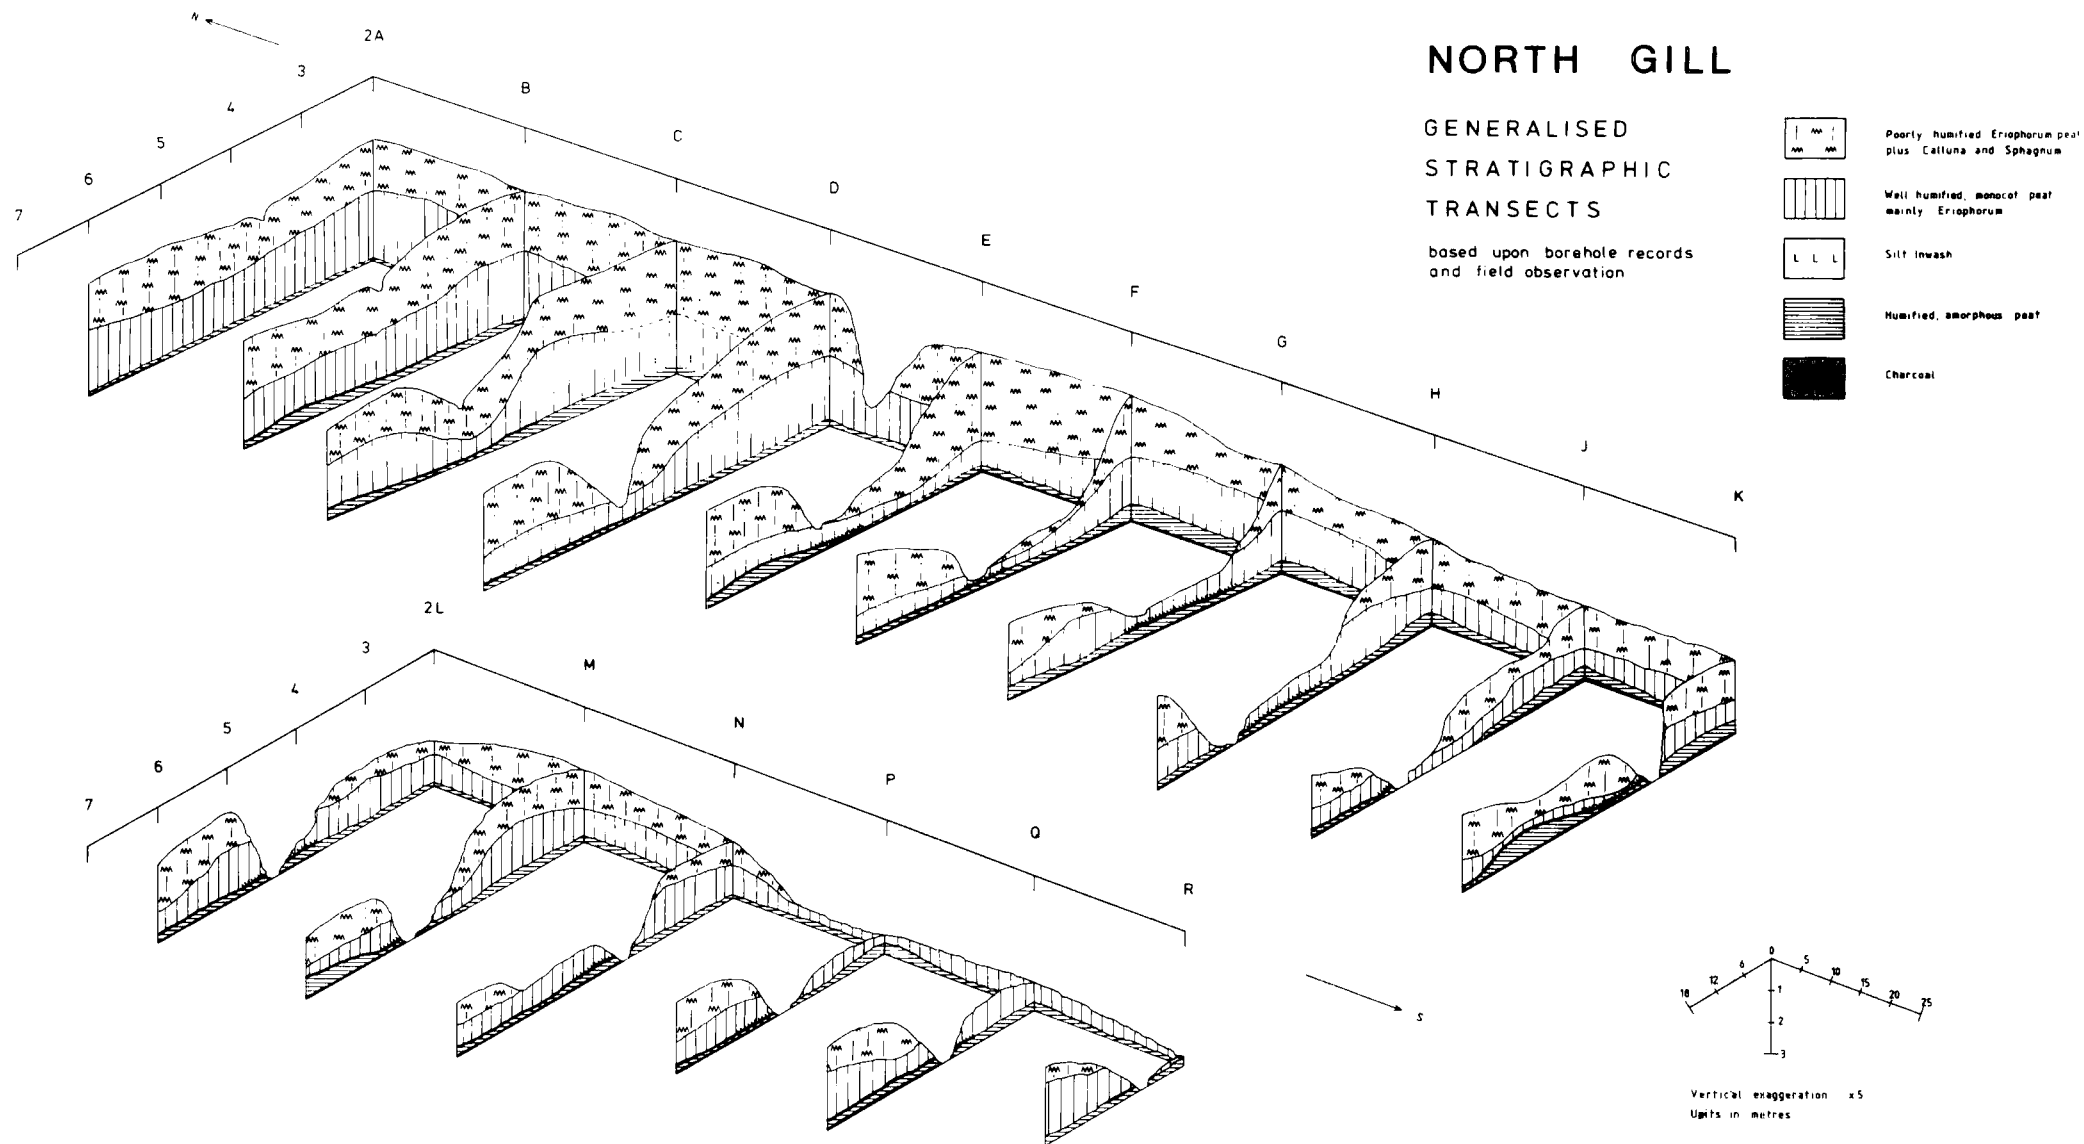 N
2A
3
4
5
6
7
B
C
D
E
F
G
H
J
K
NORTH GILL
GENERALISED
STRATIGRAPHIC
TRANSECTS
based upon borehole records
and field observation
Poorly humified Eriophorum peat
plus Calluna and Sphagnum
Well humified, monocot peat
mainly Eriophorum
L L L
Silt Inwash
Humified, amorphous peat
Charcoal
2L
3
4
5
6
7
M
N
P
Q
R
S
0
6
12
18
5
10
15
20
25
1
2
3
Vertical exaggeration x5
Units in metres